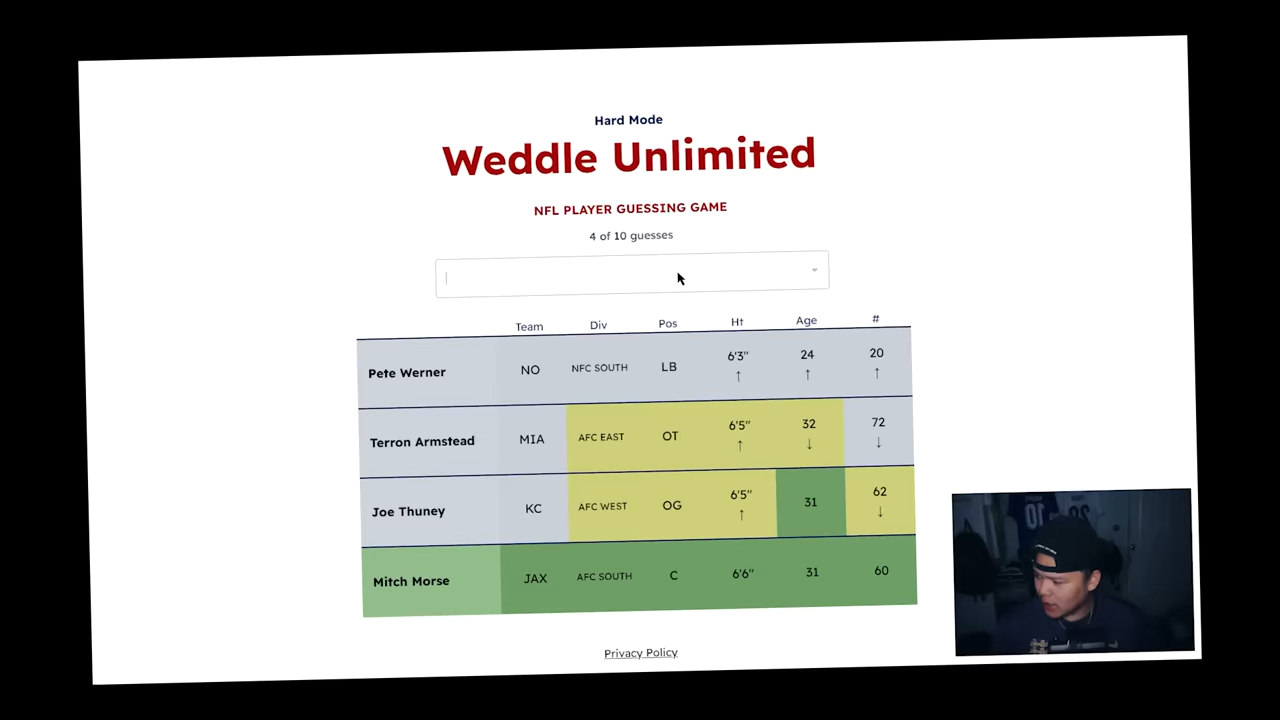 Hard Mode
Weddle Unlimited
NFL PLAYER GUESSING GAME
4 of 10 guesses
Team Div Pos Ht Age #
Pete Werner NO NFC SOUTH LB 6'3" ↑ 24 ↑ 20 ↑
Terron Armstead MIA AFC EAST OT 6'5" ↑ 32 ↓ 72 ↓
Joe Thuney KC AFC WEST OG 6'5" ↑ 31 62 ↓
Mitch Morse JAX AFC SOUTH C 6'6" 31 60
Privacy Policy
10